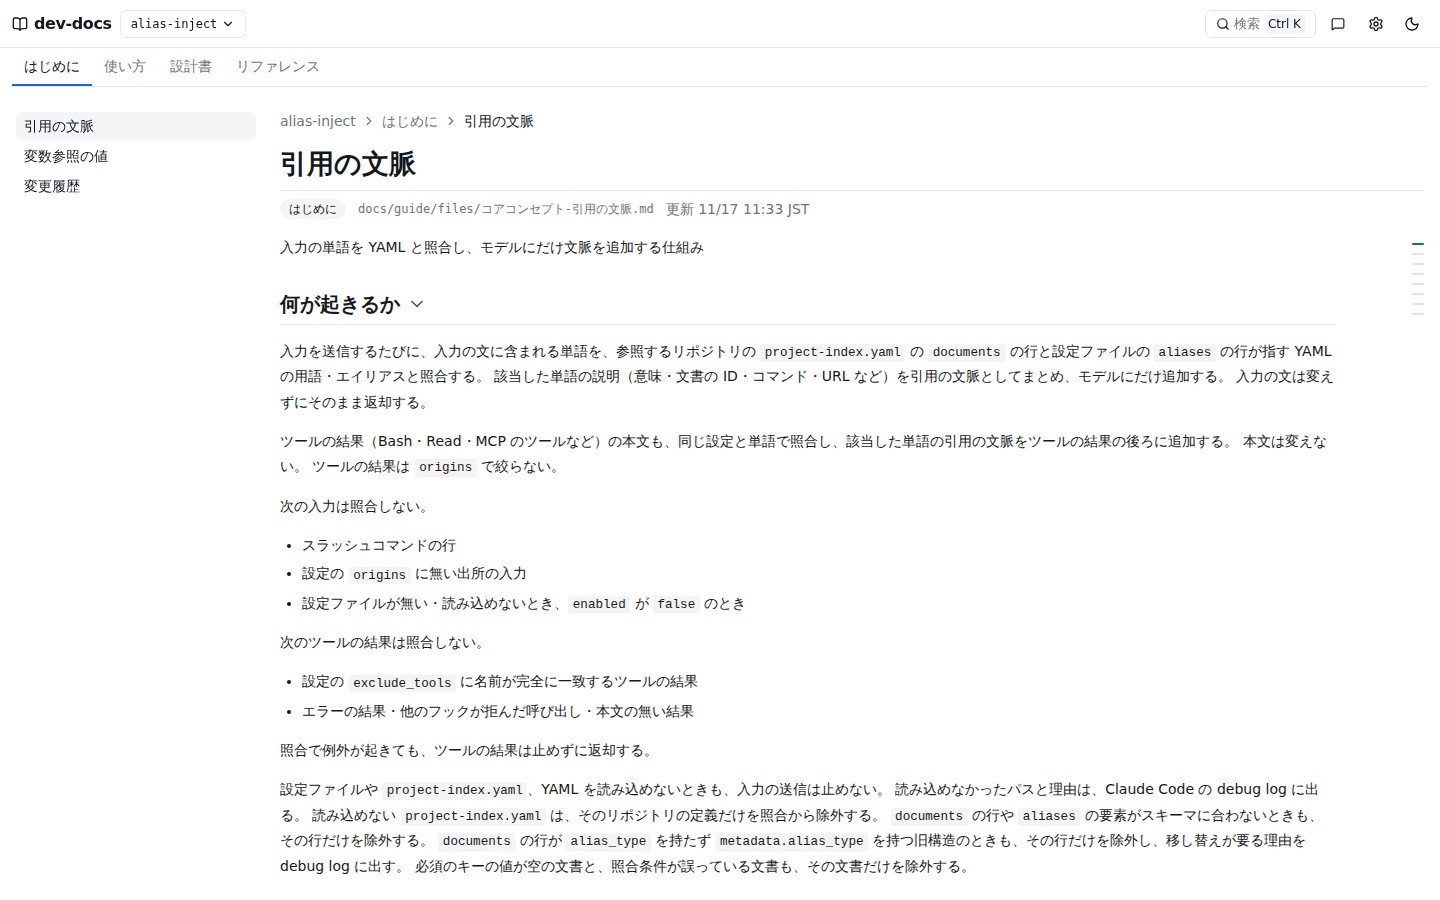 dev-docs
alias-inject
検索 Ctrl K
はじめに 使い方 設計書 リファレンス
引用の文脈
変数参照の値
変更履歴
alias-inject > はじめに > 引用の文脈
引用の文脈
はじめに docs/guide/files/コアコンセプト-引用の文脈.md 更新 11/17 11:33 JST
入力の単語を YAML と照合し、モデルにだけ文脈を追加する仕組み
何が起きるか
入力を送信するたびに、入力の文に含まれる単語を、参照するリポジトリの project-index.yaml の documents の行と設定ファイルの aliases の行が指す YAML
の用語・エイリアスと照合する。 該当した単語の説明（意味・文書の ID・コマンド・URL など）を引用の文脈としてまとめ、モデルにだけ追加する。 入力の文は変え
ずにそのまま返却する。
ツールの結果（Bash・Read・MCP のツールなど）の本文も、同じ設定と単語で照合し、該当した単語の引用の文脈をツールの結果の後ろに追加する。 本文は変えな
い。 ツールの結果は origins で絞らない。
次の入力は照合しない。
• スラッシュコマンドの行
• 設定の origins に無い出所の入力
• 設定ファイルが無い・読み込めないとき、enabled が false のとき
次のツールの結果は照合しない。
• 設定の exclude_tools に名前が完全に一致するツールの結果
• エラーの結果・他のフックが拒んだ呼び出し・本文の無い結果
照合で例外が起きても、ツールの結果は止めずに返却する。
設定ファイルや project-index.yaml、YAML を読み込めないときも、入力の送信は止めない。 読み込めなかったパスと理由は、Claude Code の debug log に出
る。 読み込めない project-index.yaml は、そのリポジトリの定義だけを照合から除外する。 documents の行や aliases の要素がスキーマに合わないときも、
その行だけを除外する。 documents の行が alias_type を持たず metadata.alias_type を持つ旧構造のときも、その行だけを除外し、移し替えが要る理由を
debug log に出す。 必須のキーの値が空の文書と、照合条件が誤っている文書も、その文書だけを除外する。